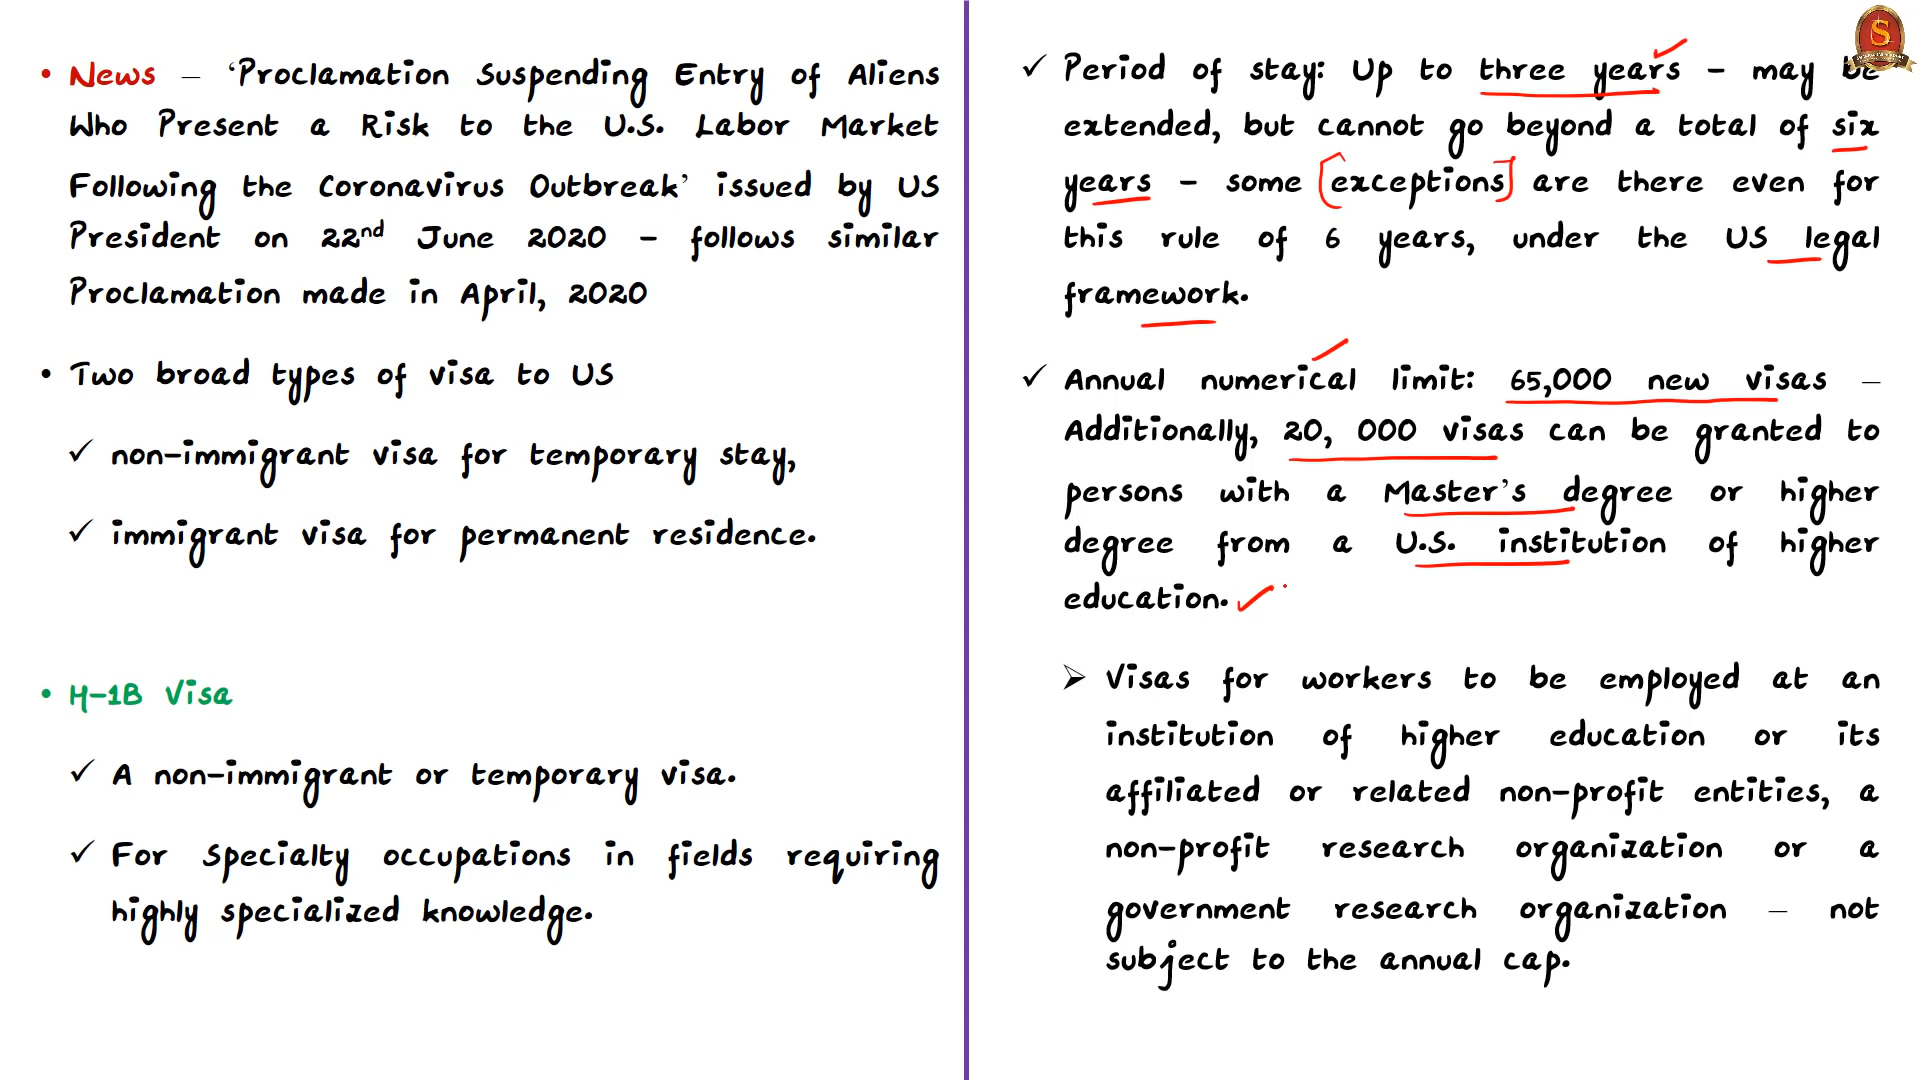 • News – ‘Proclamation Suspending Entry of Aliens
Who Present a Risk to the U.S. Labor Market
Following the Coronavirus Outbreak’ issued by US
President on 22nd June 2020 – follows similar
Proclamation made in April, 2020
• Two broad types of visa to US
✓ non-immigrant visa for temporary stay,
✓ immigrant visa for permanent residence.
• H-1B Visa
✓ A non-immigrant or temporary visa.
✓ For Specialty occupations in fields requiring
highly specialized knowledge.
✓ Period of stay: Up to three years – may be
extended, but cannot go beyond a total of six
years – some exceptions are there even for
this rule of 6 years, under the US legal
framework.
✓ Annual numerical limit: 65,000 new visas –
Additionally, 20, 000 visas can be granted to
persons with a Master’s degree or higher
degree from a U.S. institution of higher
education.
➢ Visas for workers to be employed at an
institution of higher education or its
affiliated or related non-profit entities, a
non-profit research organization or a
government research organization – not
subject to the annual cap.
S